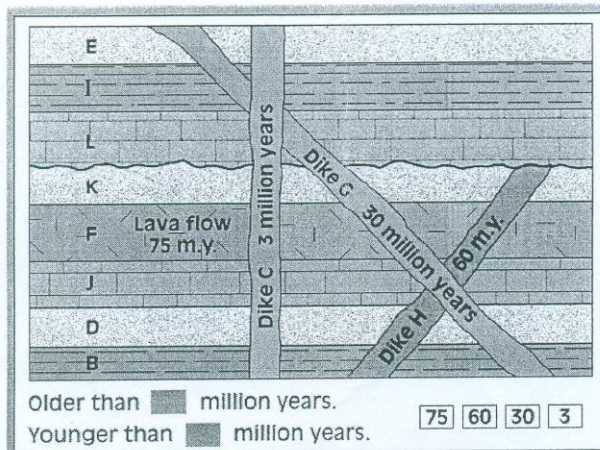 E
I
L
K
F
J
D
B
Lava flow
75 m.y.
Dike C 3 million years
Dike G 30 million years
Dike H 60 m.y.
Older than million years.
Younger than million years.
75 60 30 3